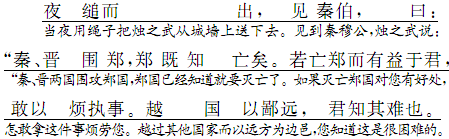 夜 缒而 出，见 秦伯， 曰：
当夜用绳子把烛之武从城墙上送下去。见到秦穆公，烛之武说：
“秦、晋 围郑，郑 既知 亡矣。若亡郑而有益于君，
“秦、晋两国围攻郑国，郑国已经知道就要灭亡了。如果灭亡郑国对您有好处，
敢以 烦执事。越 国 以鄙远， 君知其难也。
怎敢拿这件事烦劳您。越过其他国家而以远方为边邑，您知道这是很困难的。